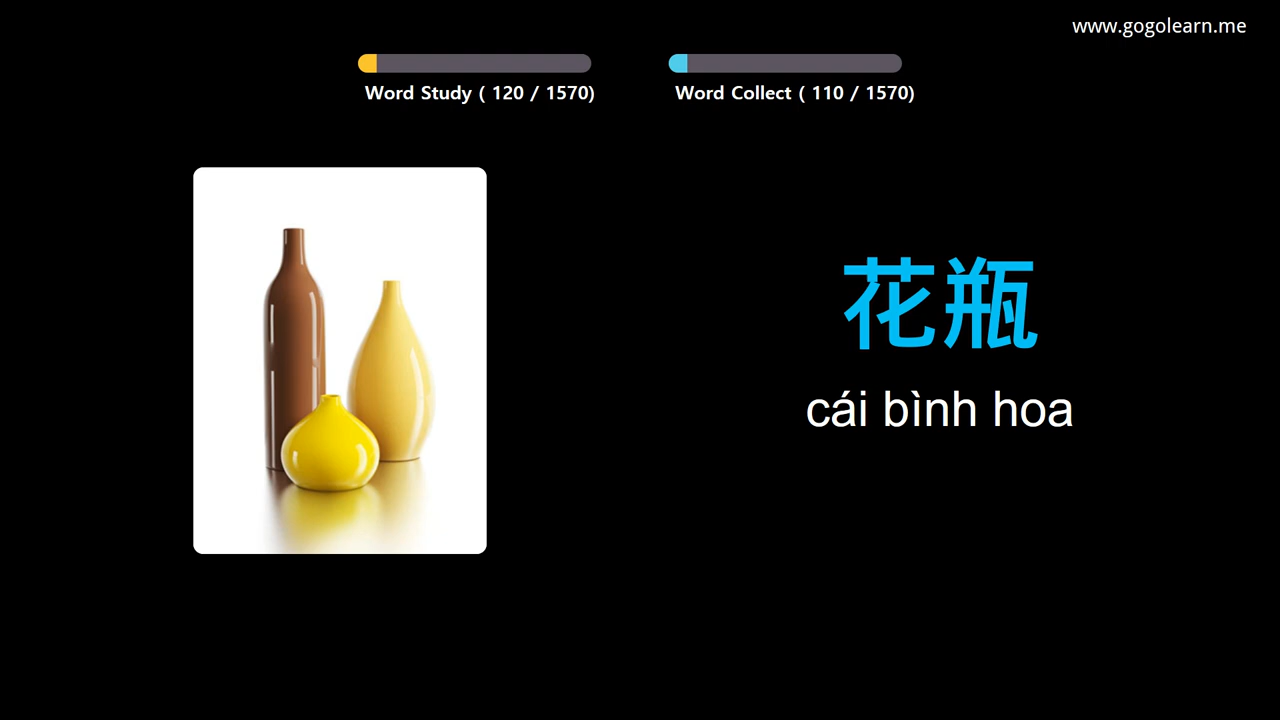 www.gogolearn.me
Word Study ( 120 / 1570)
Word Collect ( 110 / 1570)
花瓶
cái bình hoa